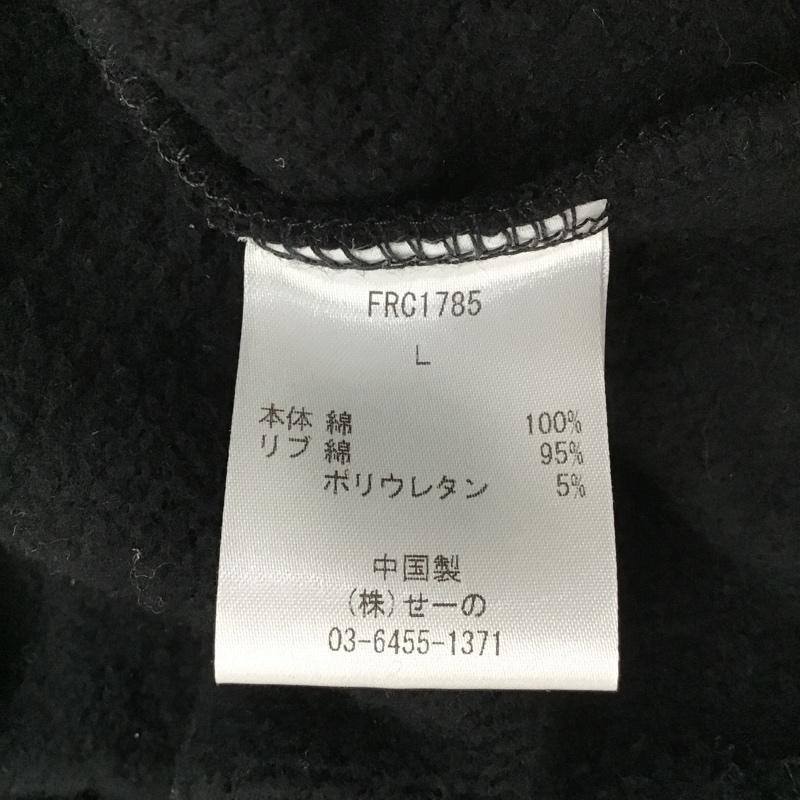 FRC1785
L
本体 綿 100%
リブ 綿 95%
ポリウレタン 5%
中国製
(株)せーの
03-6455-1371